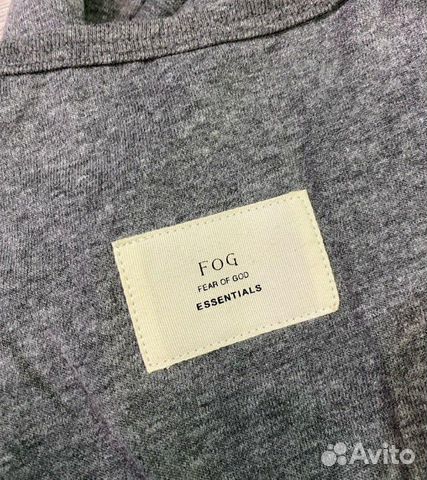 FOG
FEAR OF GOD
ESSENTIALS
Avito